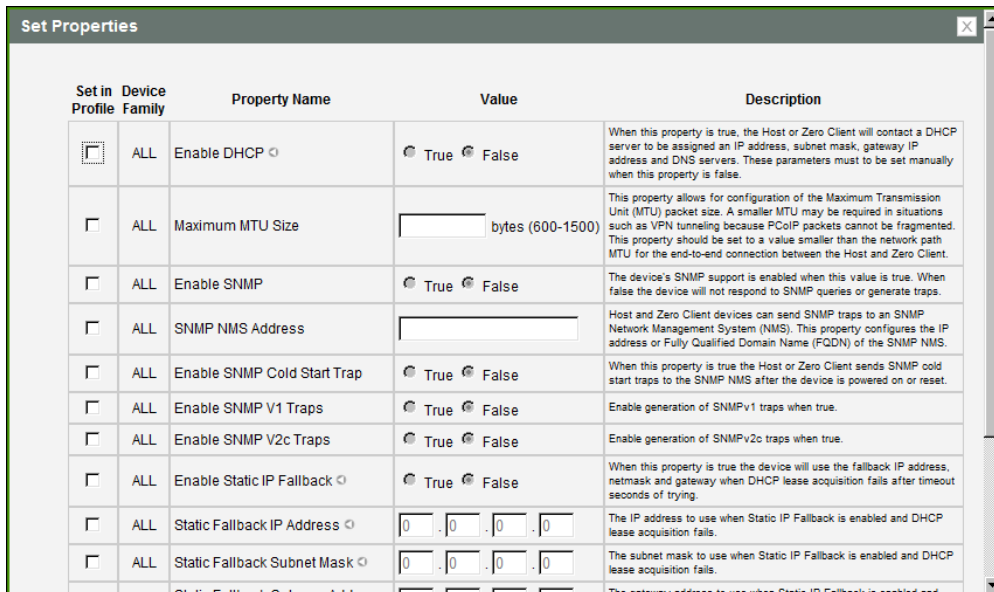 Set Properties
X
Set in Profile
Device Family
Property Name
Value
Description
ALL
Enable DHCP
True False
When this property is true, the Host or Zero Client will contact a DHCP
server to be assigned an IP address, subnet mask, gateway IP
address and DNS servers. These parameters must to be set manually
when this property is false.
ALL
Maximum MTU Size
bytes (600-1500)
This property allows for configuration of the Maximum Transmission
Unit (MTU) packet size. A smaller MTU may be required in situations
such as VPN tunneling because PCoIP packets cannot be fragmented.
This property should be set to a value smaller than the network path
MTU for the end-to-end connection between the Host and Zero Client.
ALL
Enable SNMP
True False
The device's SNMP support is enabled when this value is true. When
false the device will not respond to SNMP queries or generate traps.
ALL
SNMP NMS Address
Host and Zero Client devices can send SNMP traps to an SNMP
Network Management System (NMS). This property configures the IP
address or Fully Qualified Domain Name (FQDN) of the SNMP NMS.
ALL
Enable SNMP Cold Start Trap
True False
When this property is true the Host or Zero Client sends SNMP cold
start traps to the SNMP NMS after the device is powered on or reset.
ALL
Enable SNMP V1 Traps
True False
Enable generation of SNMPv1 traps when true.
ALL
Enable SNMP V2c Traps
True False
Enable generation of SNMPv2c traps when true.
ALL
Enable Static IP Fallback
True False
When this property is true the device will use the fallback IP address,
netmask and gateway when DHCP lease acquisition fails after timeout
seconds of trying.
ALL
Static Fallback IP Address
0 . 0 . 0 . 0
The IP address to use when Static IP Fallback is enabled and DHCP
lease acquisition fails.
ALL
Static Fallback Subnet Mask
0 . 0 . 0 . 0
The subnet mask to use when Static IP Fallback is enabled and DHCP
lease acquisition fails.